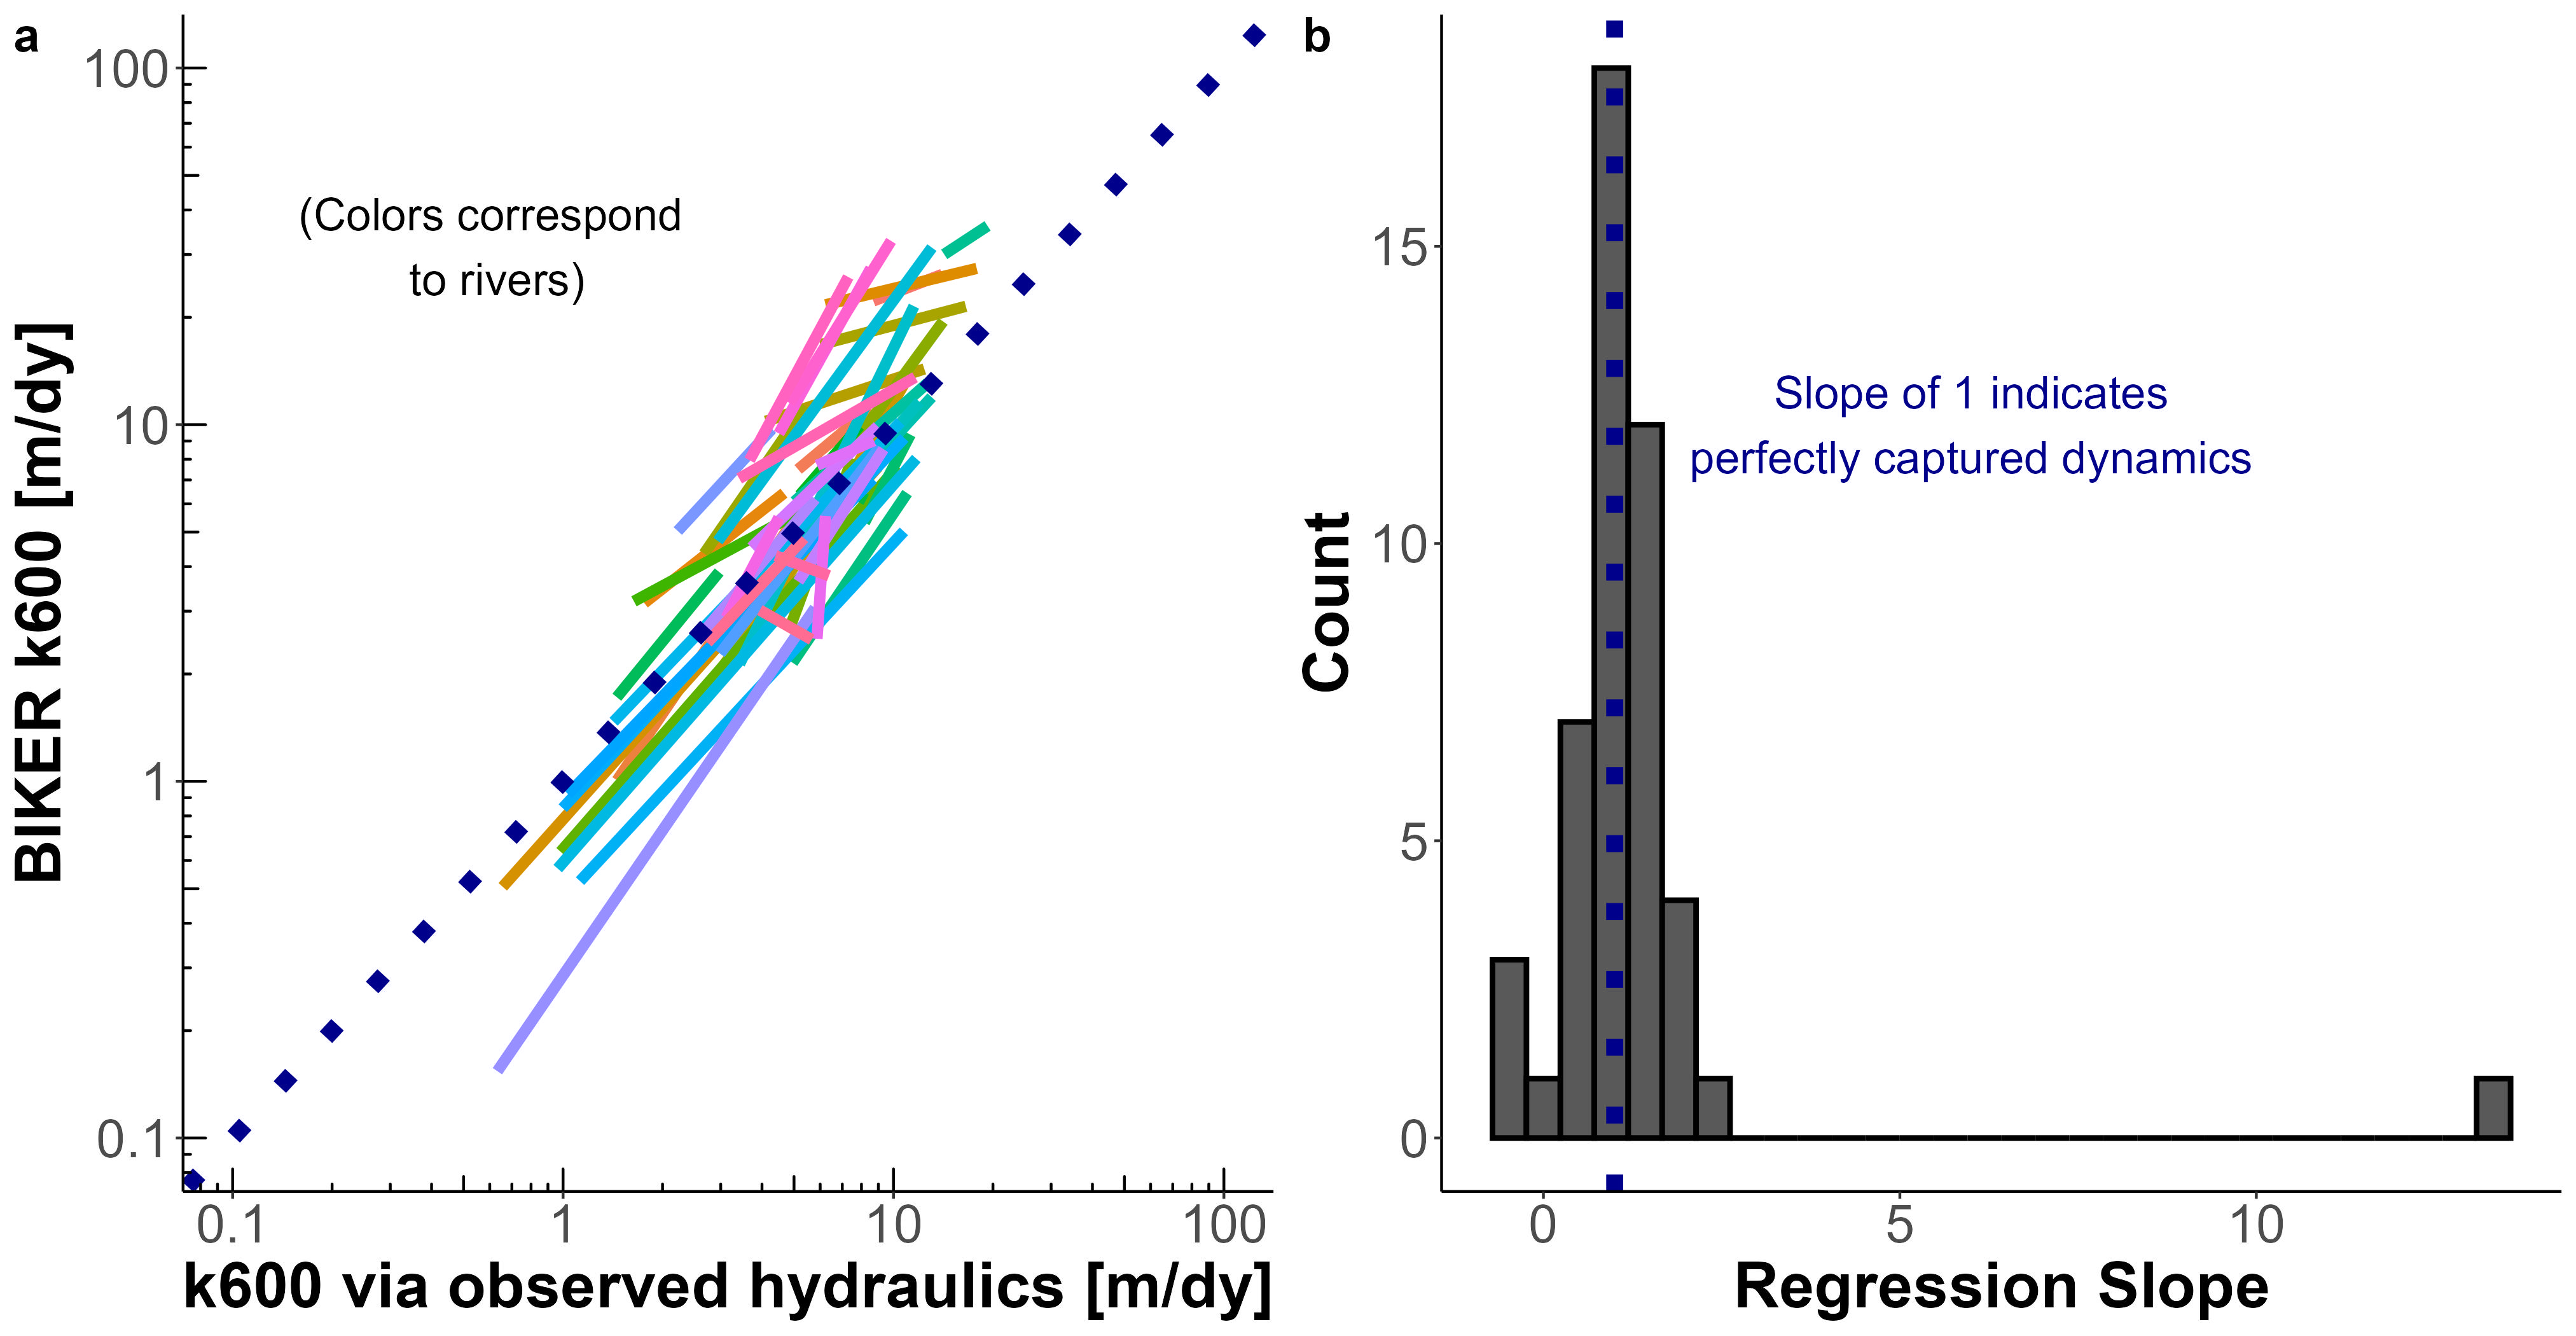 a
100
10
1
0.1
BIKER k600 [m/dy]
(Colors correspond
to rivers)
0.1
1
10
100
k600 via observed hydraulics [m/dy]
b
15
10
5
0
Count
Slope of 1 indicates
perfectly captured dynamics
0
5
10
Regression Slope